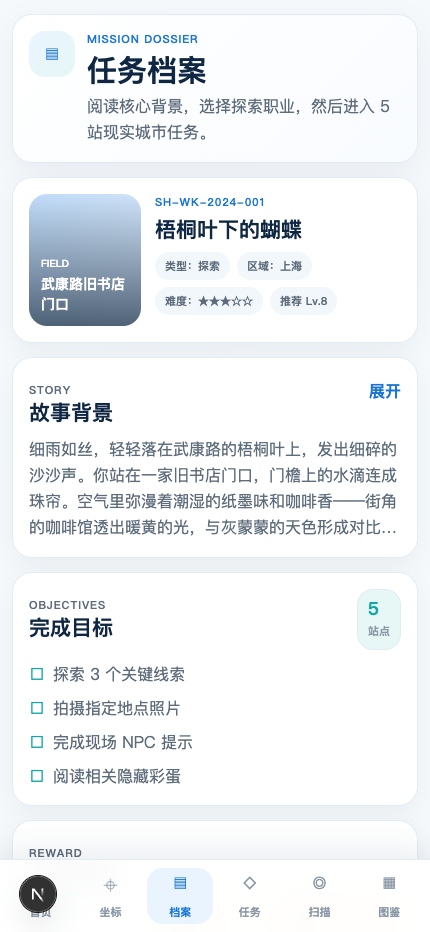 MISSION DOSSIER
任务档案
阅读核心背景，选择探索职业，然后进入 5
站现实城市任务。
SH-WK-2024-001
梧桐叶下的蝴蝶
类型：探索
区域：上海
难度：★★★☆☆
推荐 Lv.8
FIELD
武康路旧书店
门口
STORY
展开
故事背景
细雨如丝，轻轻落在武康路的梧桐叶上，发出细碎的
沙沙声。你站在一家旧书店门口，门檐上的水滴连成
珠帘。空气里弥漫着潮湿的纸墨味和咖啡香——街角
的咖啡馆透出暖黄的光，与灰蒙蒙的天色形成对比…
OBJECTIVES
完成目标
5
站点
探索 3 个关键线索
拍摄指定地点照片
完成现场 NPC 提示
阅读相关隐藏彩蛋
REWARD
N
坐标
档案
任务
扫描
图鉴